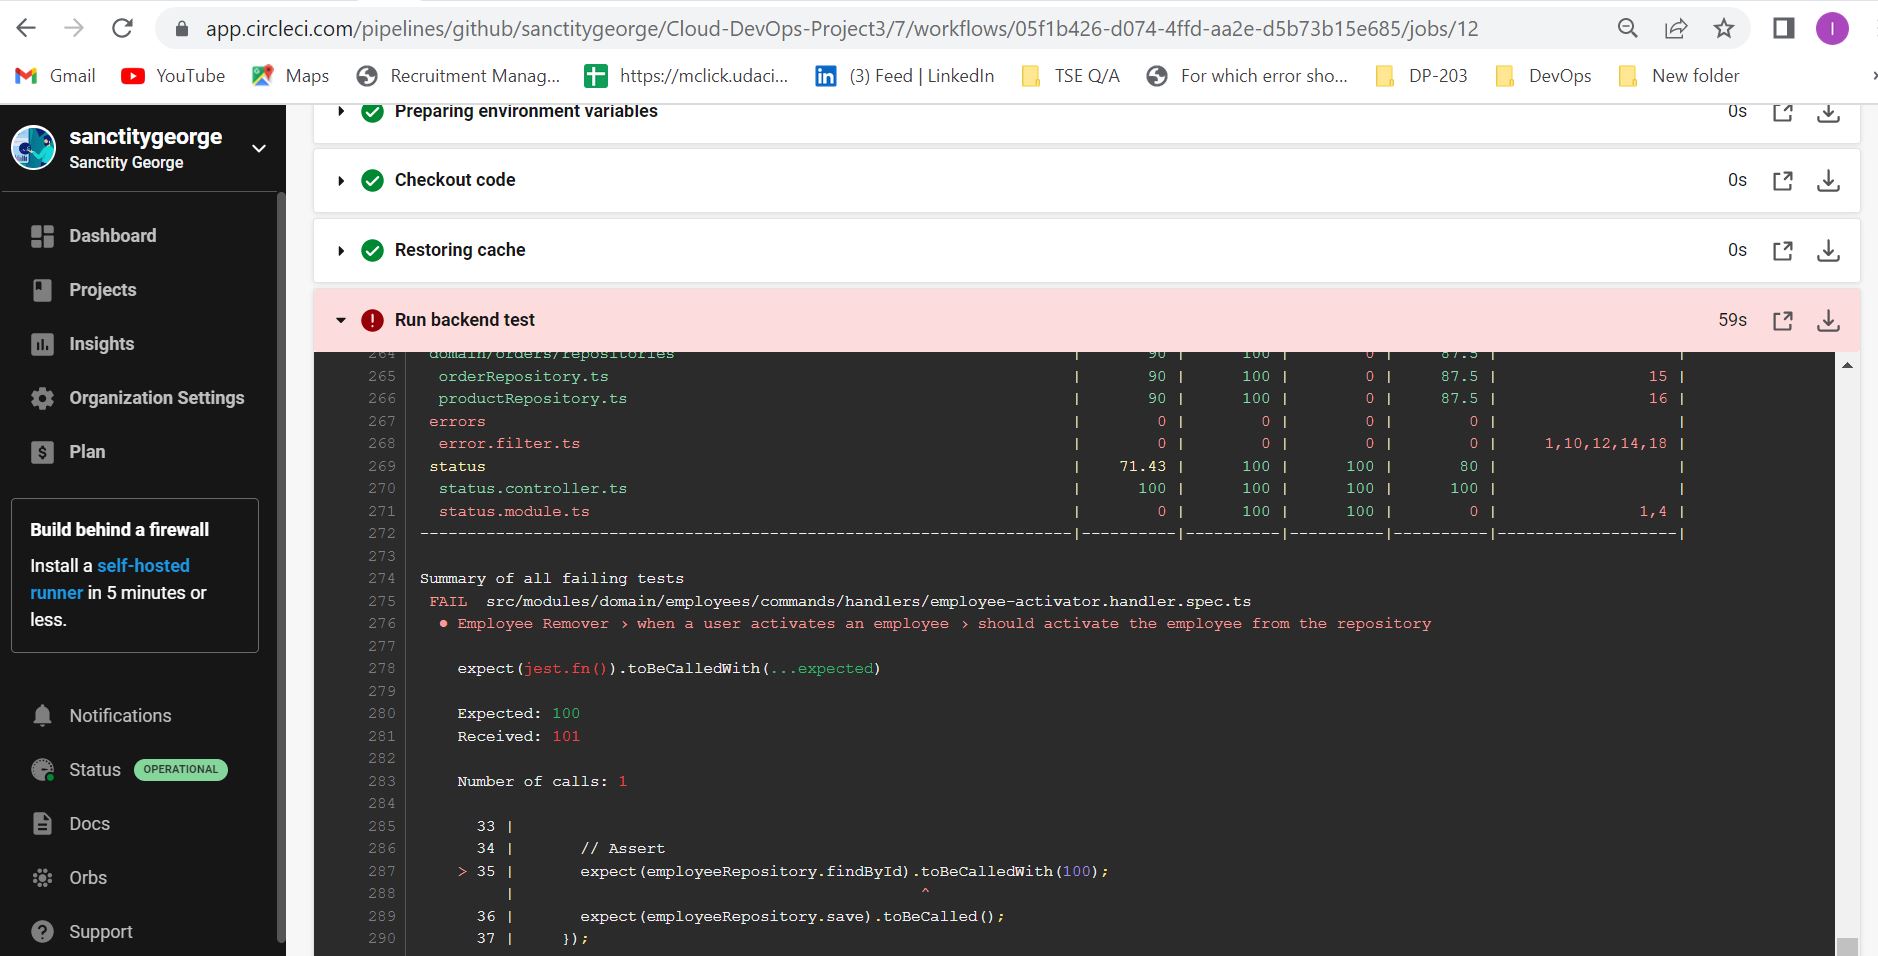 app.circleci.com/pipelines/github/sanctitygeorge/Cloud-DevOps-Project3/7/workflows/05f1b426-d074-4ffd-aa2e-d5b73b15e685/jobs/12
I
Gmail YouTube Maps Recruitment Manag... https://mclick.udaci... (3) Feed | LinkedIn TSE Q/A For which error sho... DP-203 DevOps New folder
sanctitygeorge
Sanctity George
Dashboard
Projects
Insights
Organization Settings
Plan
Build behind a firewall
Install a self-hosted
runner in 5 minutes or
less.
Notifications
Status OPERATIONAL
Docs
Orbs
Support
Preparing environment variables 0s
Checkout code 0s
Restoring cache 0s
Run backend test 59s
264 domain/orders/repositories | 90 | 100 | 0 | 87.5 | |
265 orderRepository.ts | 90 | 100 | 0 | 87.5 | 15 |
266 productRepository.ts | 90 | 100 | 0 | 87.5 | 16 |
267 errors | 0 | 0 | 0 | 0 | |
268 error.filter.ts | 0 | 0 | 0 | 0 | 1,10,12,14,18 |
269 status | 71.43 | 100 | 100 | 80 | |
270 status.controller.ts | 100 | 100 | 100 | 100 | |
271 status.module.ts | 0 | 100 | 100 | 0 | 1,4 |
272 ---------------------------------------------------------------------|----------|----------|----------|----------|-------------------|
273
274 Summary of all failing tests
275 FAIL src/modules/domain/employees/commands/handlers/employee-activator.handler.spec.ts
276 ● Employee Remover › when a user activates an employee › should activate the employee from the repository
277
278 expect(jest.fn()).toBeCalledWith(...expected)
279
280 Expected: 100
281 Received: 101
282
283 Number of calls: 1
284
285 33 |
286 34 | // Assert
287 > 35 | expect(employeeRepository.findById).toBeCalledWith(100);
288 | ^
289 36 | expect(employeeRepository.save).toBeCalled();
290 37 | });